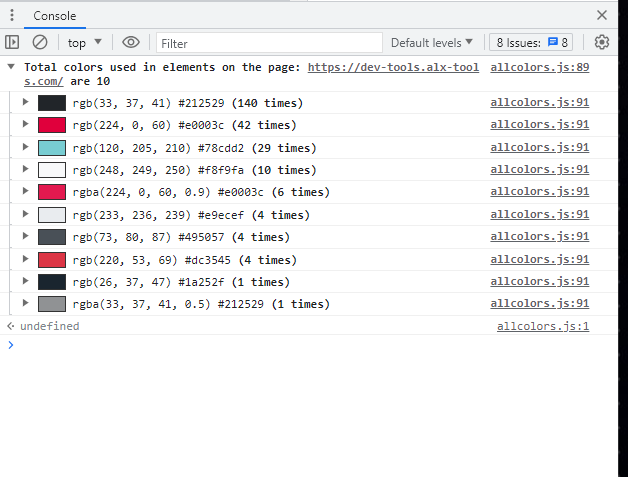 Console
top
Filter
Default levels
8 Issues:
8
Total colors used in elements on the page: https://dev-tools.alx-tool allcolors.js:89
s.com/ are 10
rgb(33, 37, 41) #212529 (140 times) allcolors.js:91
rgb(224, 0, 60) #e0003c (42 times) allcolors.js:91
rgb(120, 205, 210) #78cdd2 (29 times) allcolors.js:91
rgb(248, 249, 250) #f8f9fa (10 times) allcolors.js:91
rgba(224, 0, 60, 0.9) #e0003c (6 times) allcolors.js:91
rgb(233, 236, 239) #e9ecef (4 times) allcolors.js:91
rgb(73, 80, 87) #495057 (4 times) allcolors.js:91
rgb(220, 53, 69) #dc3545 (4 times) allcolors.js:91
rgb(26, 37, 47) #1a252f (1 times) allcolors.js:91
rgba(33, 37, 41, 0.5) #212529 (1 times) allcolors.js:91
undefined allcolors.js:1